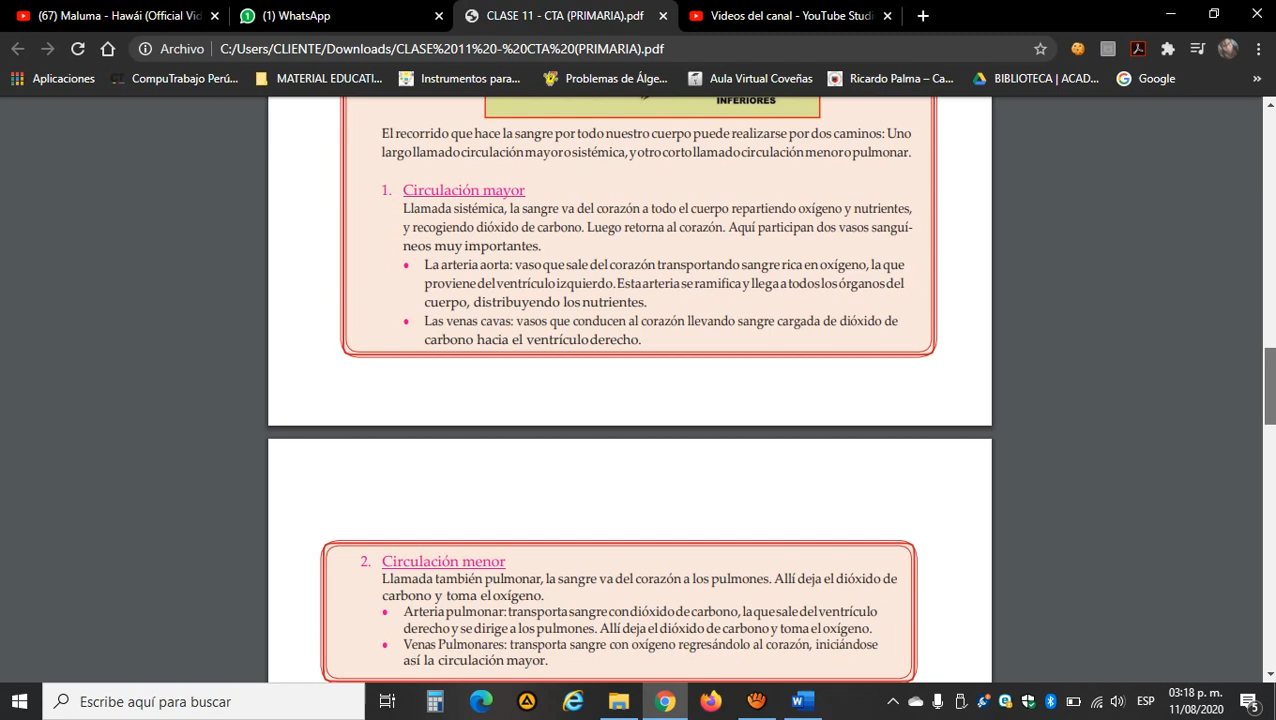 (67) Maluma - Hawái (Official Vi
(1) WhatsApp
CLASE 11 - CTA (PRIMARIA).pdf
Videos del canal - YouTube Studi
Archivo
C:/Users/CLIENTE/Downloads/CLASE%2011%20-%20CTA%20(PRIMARIA).pdf
Aplicaciones
CT CompuTrabajo Perú...
MATERIAL EDUCATI...
Instrumentos para...
Problemas de Álge...
Aula Virtual Coveñas
Ricardo Palma – Ca...
BIBLIOTECA | ACAD...
Google
»
INFERIORES
El recorrido que hace la sangre por todo nuestro cuerpo puede realizarse por dos caminos: Uno
largo llamado circulación mayor o sistémica, y otro corto llamado circulación menor o pulmonar.
1. Circulación mayor
Llamada sistémica, la sangre va del corazón a todo el cuerpo repartiendo oxígeno y nutrientes,
y recogiendo dióxido de carbono. Luego retorna al corazón. Aquí participan dos vasos sanguí-
neos muy importantes.
• La arteria aorta: vaso que sale del corazón transportando sangre rica en oxígeno, la que
proviene del ventrículo izquierdo. Esta arteria se ramifica y llega a todos los órganos del
cuerpo, distribuyendo los nutrientes.
• Las venas cavas: vasos que conducen al corazón llevando sangre cargada de dióxido de
carbono hacia el ventrículo derecho.
2. Circulación menor
Llamada también pulmonar, la sangre va del corazón a los pulmones. Allí deja el dióxido de
carbono y toma el oxígeno.
• Arteria pulmonar: transporta sangre con dióxido de carbono, la que sale del ventrículo
derecho y se dirige a los pulmones. Allí deja el dióxido de carbono y toma el oxígeno.
• Venas Pulmonares: transporta sangre con oxígeno regresándolo al corazón, iniciándose
así la circulación mayor.
Escribe aquí para buscar
ESP
03:18 p. m.
11/08/2020
5